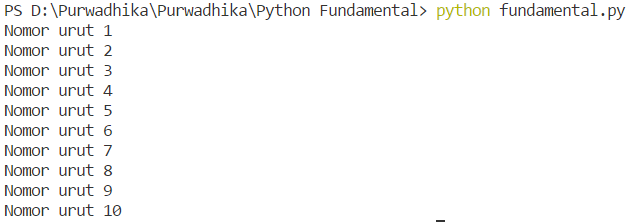 PS D:\Purwadhika\Purwadhika\Python Fundamental> python fundamental.py
Nomor urut 1
Nomor urut 2
Nomor urut 3
Nomor urut 4
Nomor urut 5
Nomor urut 6
Nomor urut 7
Nomor urut 8
Nomor urut 9
Nomor urut 10